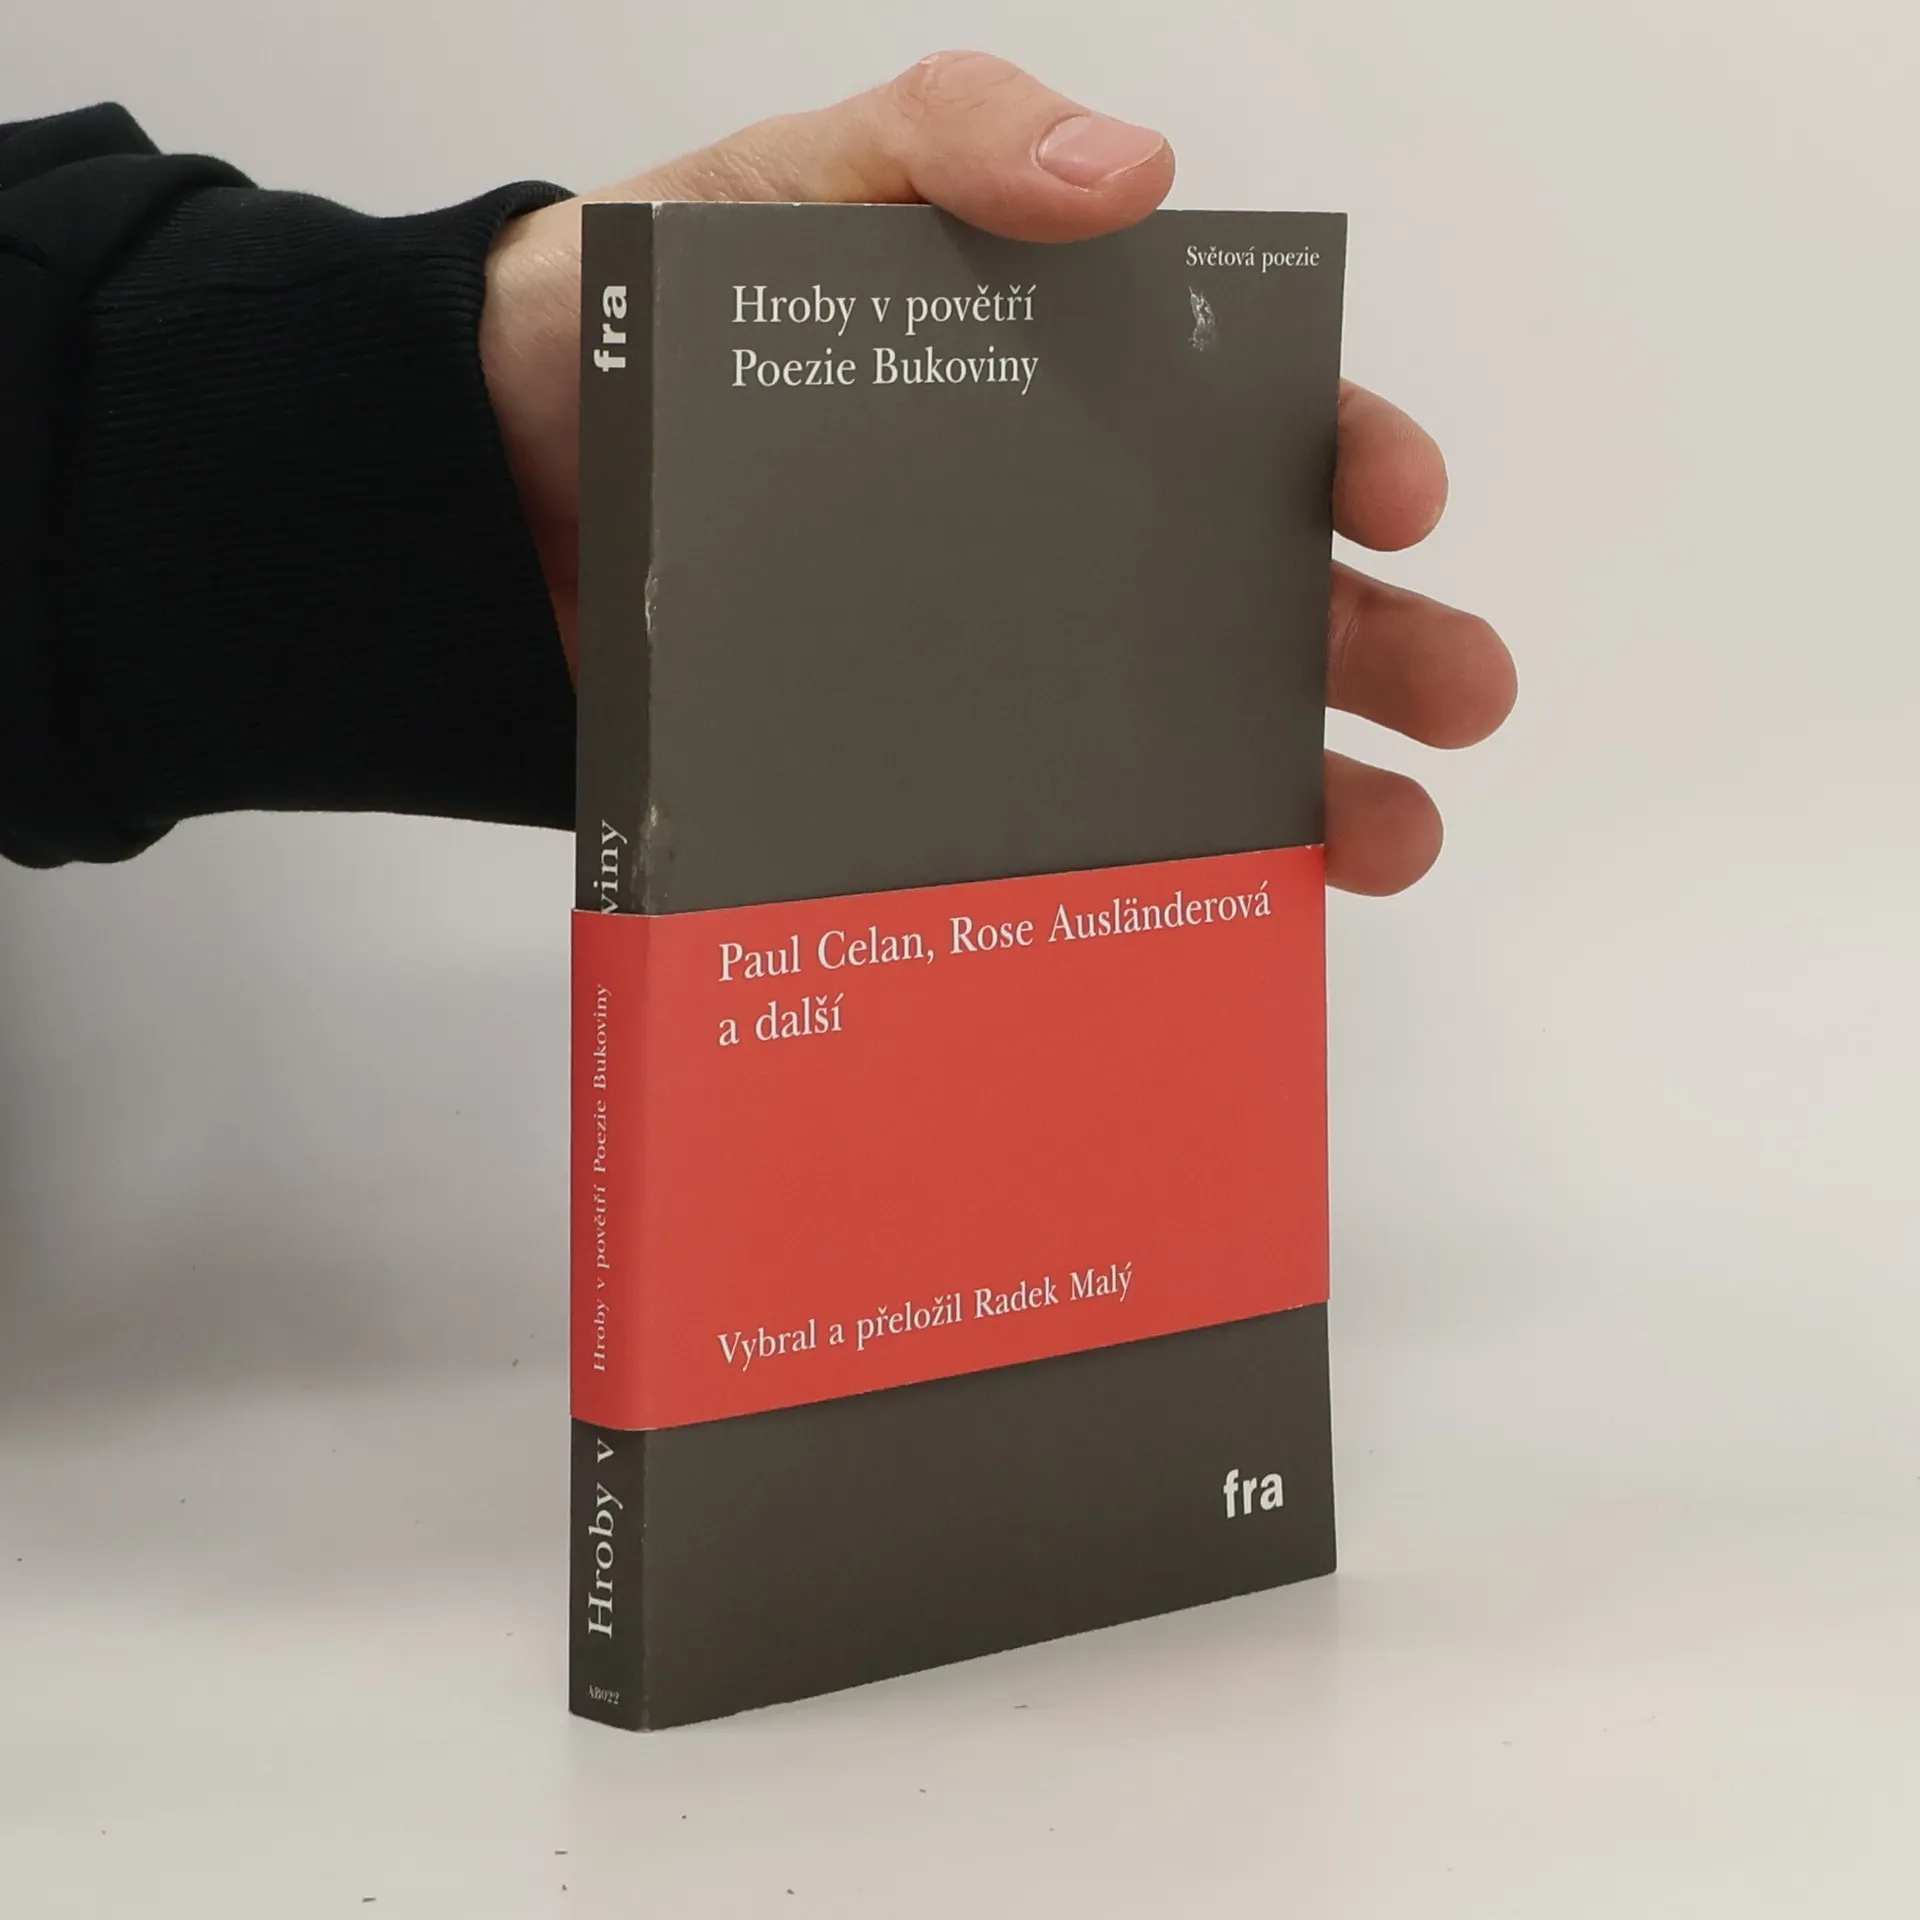 Světová poezie
Hroby v povětří
Poezie Bukoviny
Paul Celan, Rose Ausländerová
a další
Vybral a přeložil Radek Malý
fra
fra
viny
Hroby v povětří Poezie Bukoviny
Hroby v
AB022